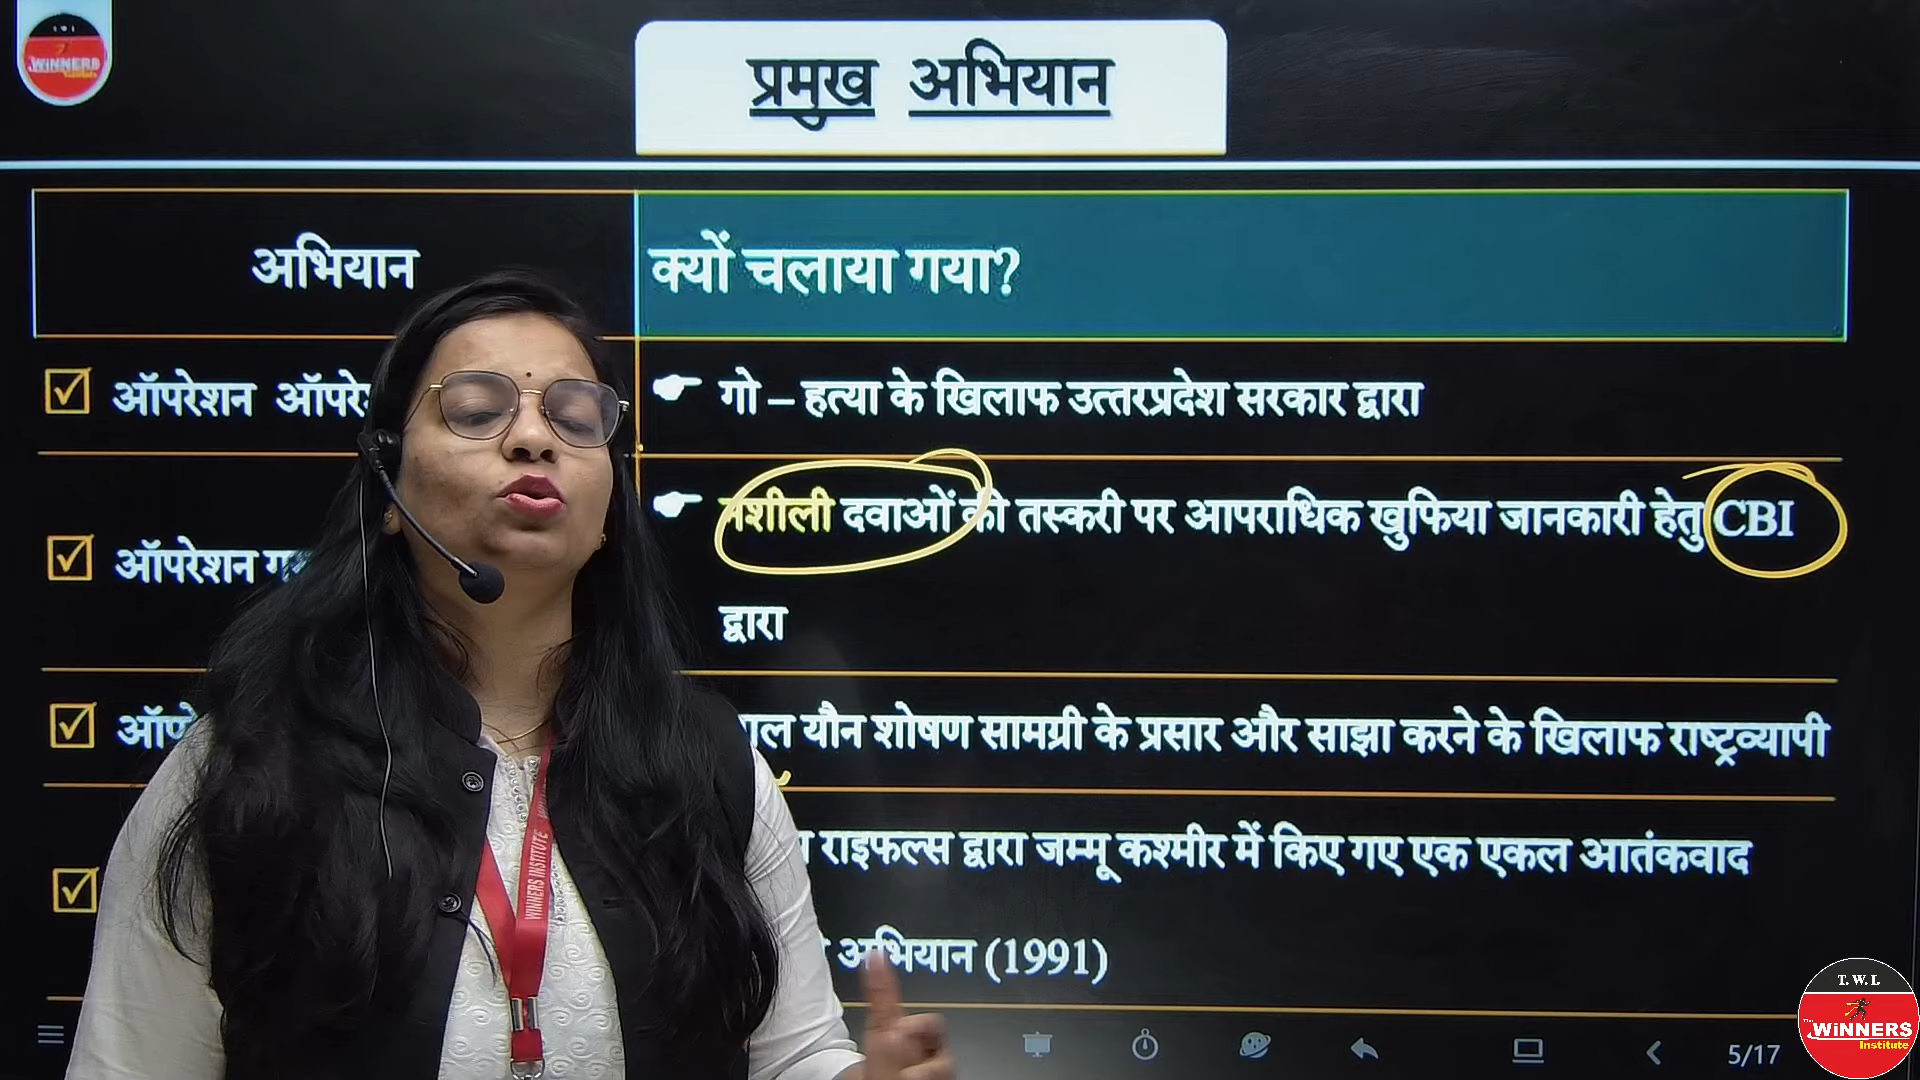 T W I
WiNNERS
Institute
प्रमुख अभियान
अभियान
क्यों चलाया गया?
ऑपरेशन
गो – हत्या के खिलाफ उत्तरप्रदेश सरकार द्वारा
ऑपरेशन
नशीली दवाओं की तस्करी पर आपराधिक खुफिया जानकारी हेतु CBI
द्वारा
यौन शोषण सामग्री के प्रसार और साझा करने के खिलाफ राष्ट्रव्यापी
राइफल्स द्वारा जम्मू कश्मीर में किए गए एक एकल आतंकवाद
अभियान (1991)
WINNERS INSTITUTE
5/17
T. W. I.
The
WiNNERS
Institute